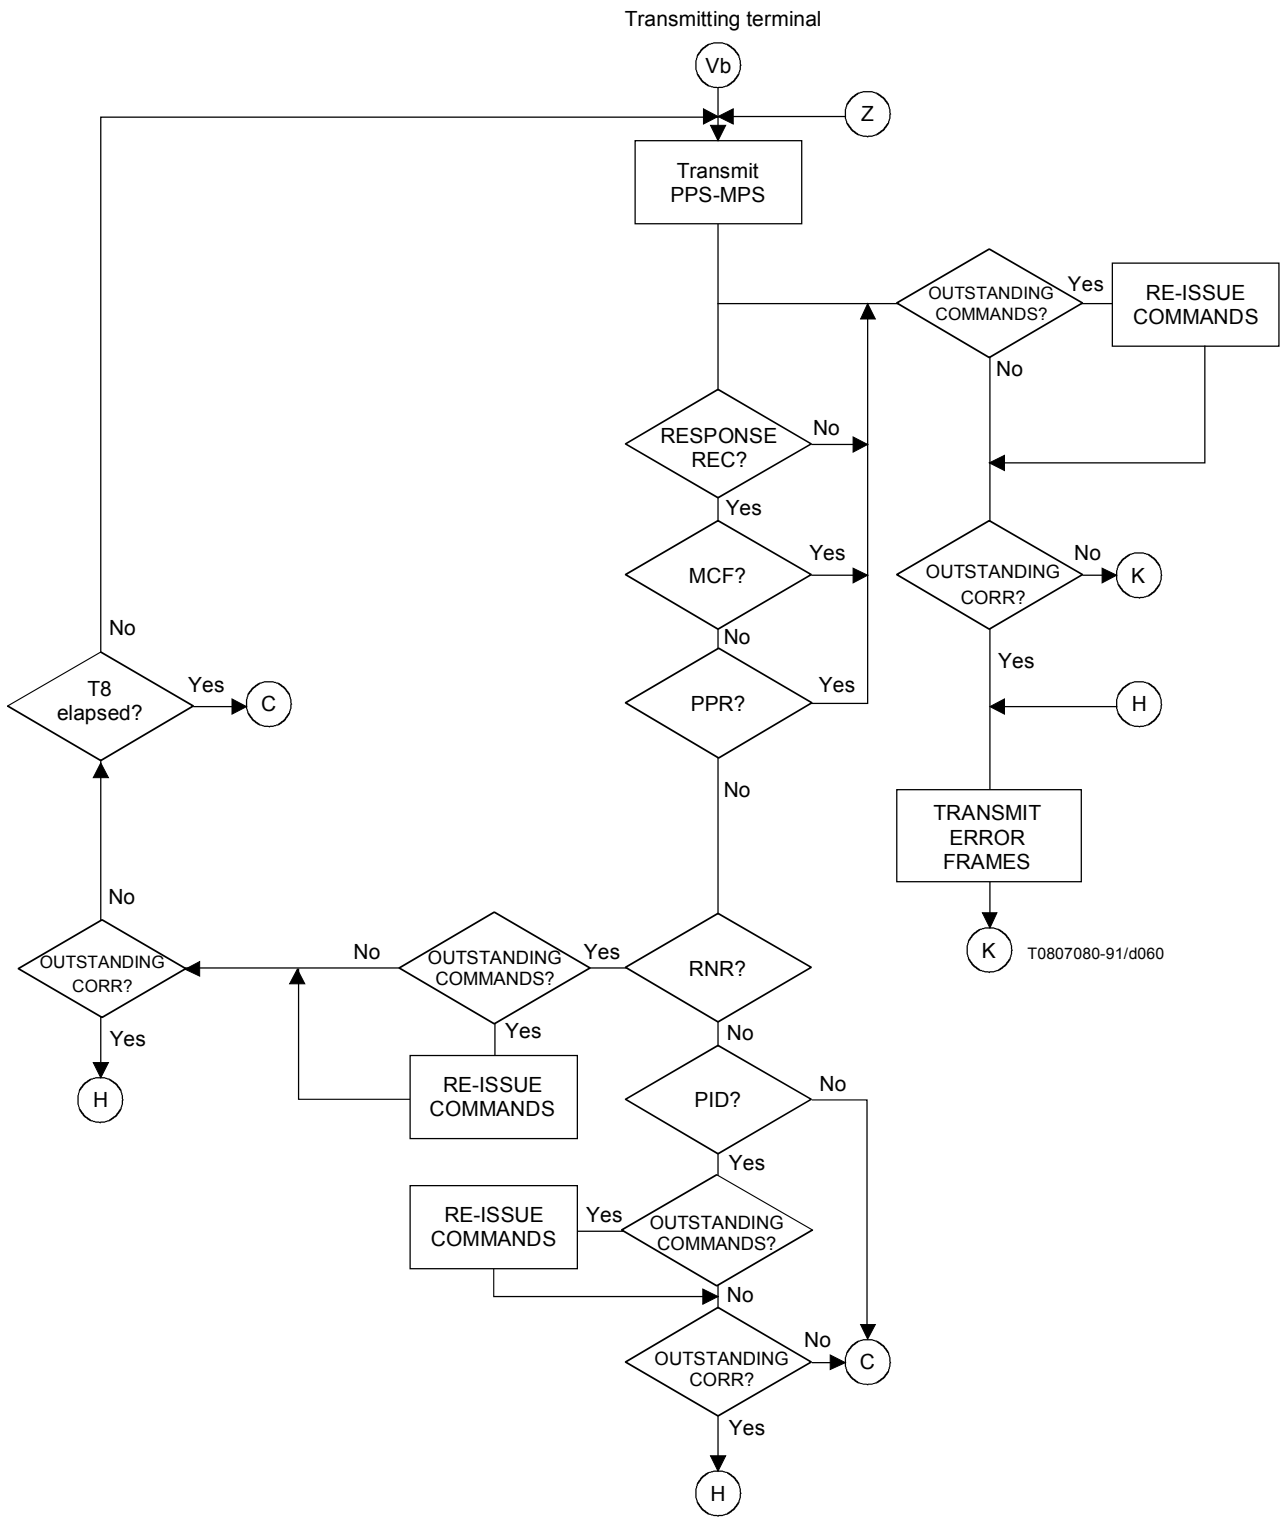 Transmitting terminal
Vb
Z
Transmit
PPS-MPS
OUTSTANDING
COMMANDS?
Yes
RE-ISSUE
COMMANDS
No
RESPONSE
REC?
No
Yes
MCF?
Yes
No
OUTSTANDING
CORR?
No
K
Yes
PPR?
Yes
No
H
TRANSMIT
ERROR
FRAMES
K
T0807080-91/d060
No
T8
elapsed?
Yes
C
No
OUTSTANDING
CORR?
Yes
H
No
OUTSTANDING
COMMANDS?
Yes
Yes
RE-ISSUE
COMMANDS
RNR?
No
PID?
No
Yes
RE-ISSUE
COMMANDS
Yes
OUTSTANDING
COMMANDS?
No
OUTSTANDING
CORR?
No
C
Yes
H